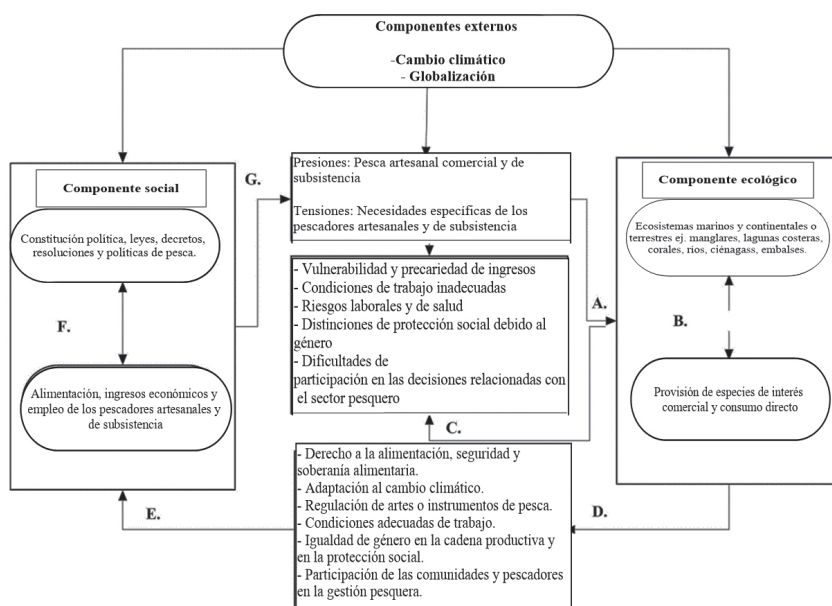 Componentes externos
-Cambio climático
- Globalización
Componente social
Constitución política, leyes, decretos,
resoluciones y políticas de pesca.
F.
Alimentación, ingresos económicos y
empleo de los pescadores artesanales y
de subsistencia
G.
Presiones: Pesca artesanal comercial y de
subsistencia
Tensiones: Necesidades específicas de los
pescadores artesanales y de subsistencia
- Vulnerabilidad y precariedad de ingresos
- Condiciones de trabajo inadecuadas
- Riesgos laborales y de salud
- Distinciones de protección social debido al
género
- Dificultades de
participación en las decisiones relacionadas con
el sector pesquero
A.
Componente ecológico
Ecosistemas marinos y continentales o
terrestres ej. manglares, lagunas costeras,
corales, rios, ciénagass, embalses.
B.
Provisión de especies de interés
comercial y consumo directo
C.
- Derecho a la alimentación, seguridad y
soberanía alimentaria.
- Adaptación al cambio climático.
- Regulación de artes o instrumentos de pesca.
- Condiciones adecuadas de trabajo.
- Igualdad de género en la cadena productiva y
en la protección social.
- Participación de las comunidades y pescadores
en la gestión pesquera.
D.
E.